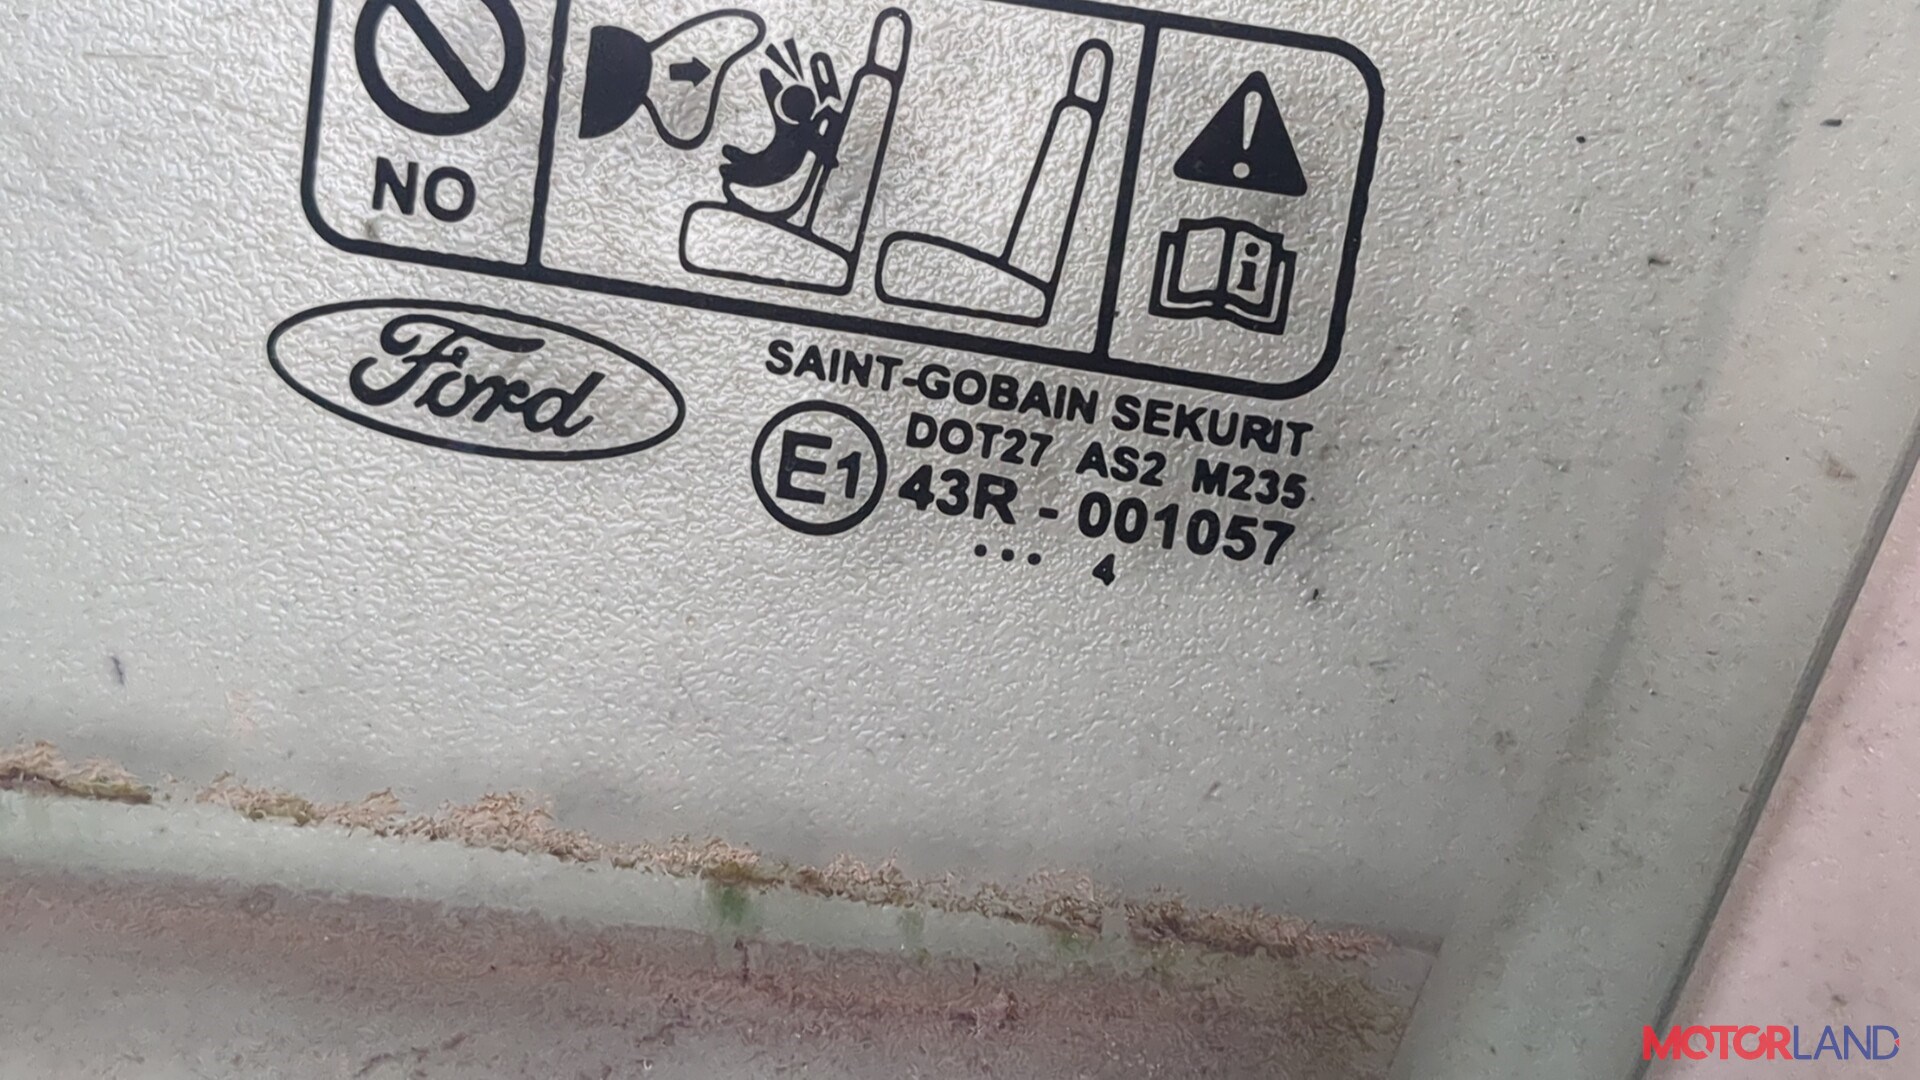 NO
i
Ford
SAINT-GOBAIN SEKURIT
DOT27 AS2 M235
E1 43R - 001057
... 4
MOTORLAND